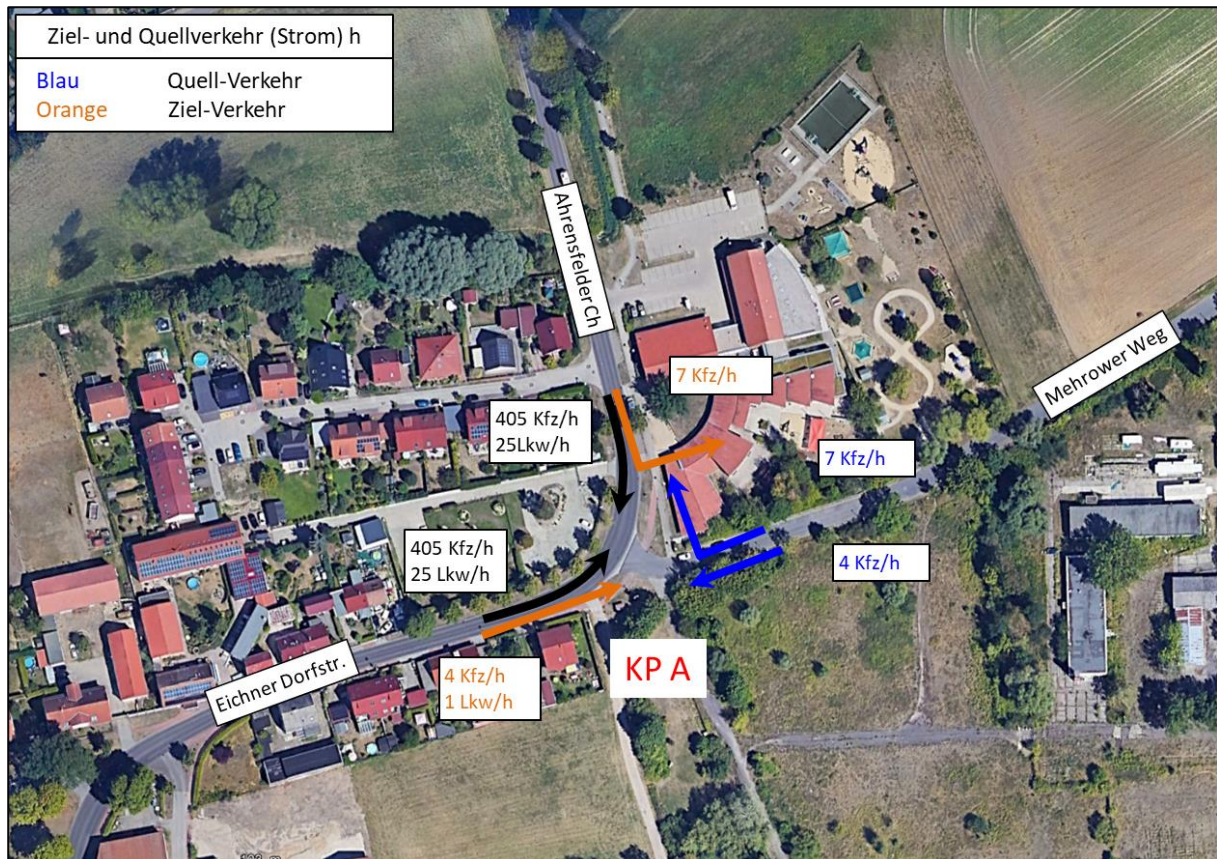 Ziel- und Quellverkehr (Strom) h
Blau Quell-Verkehr
Orange Ziel-Verkehr
Ahrensfelder Ch
Mehrower Weg
7 Kfz/h
405 Kfz/h
25Lkw/h
7 Kfz/h
405 Kfz/h
25 Lkw/h
4 Kfz/h
KP A
4 Kfz/h
1 Lkw/h
Eichner Dorfstr.